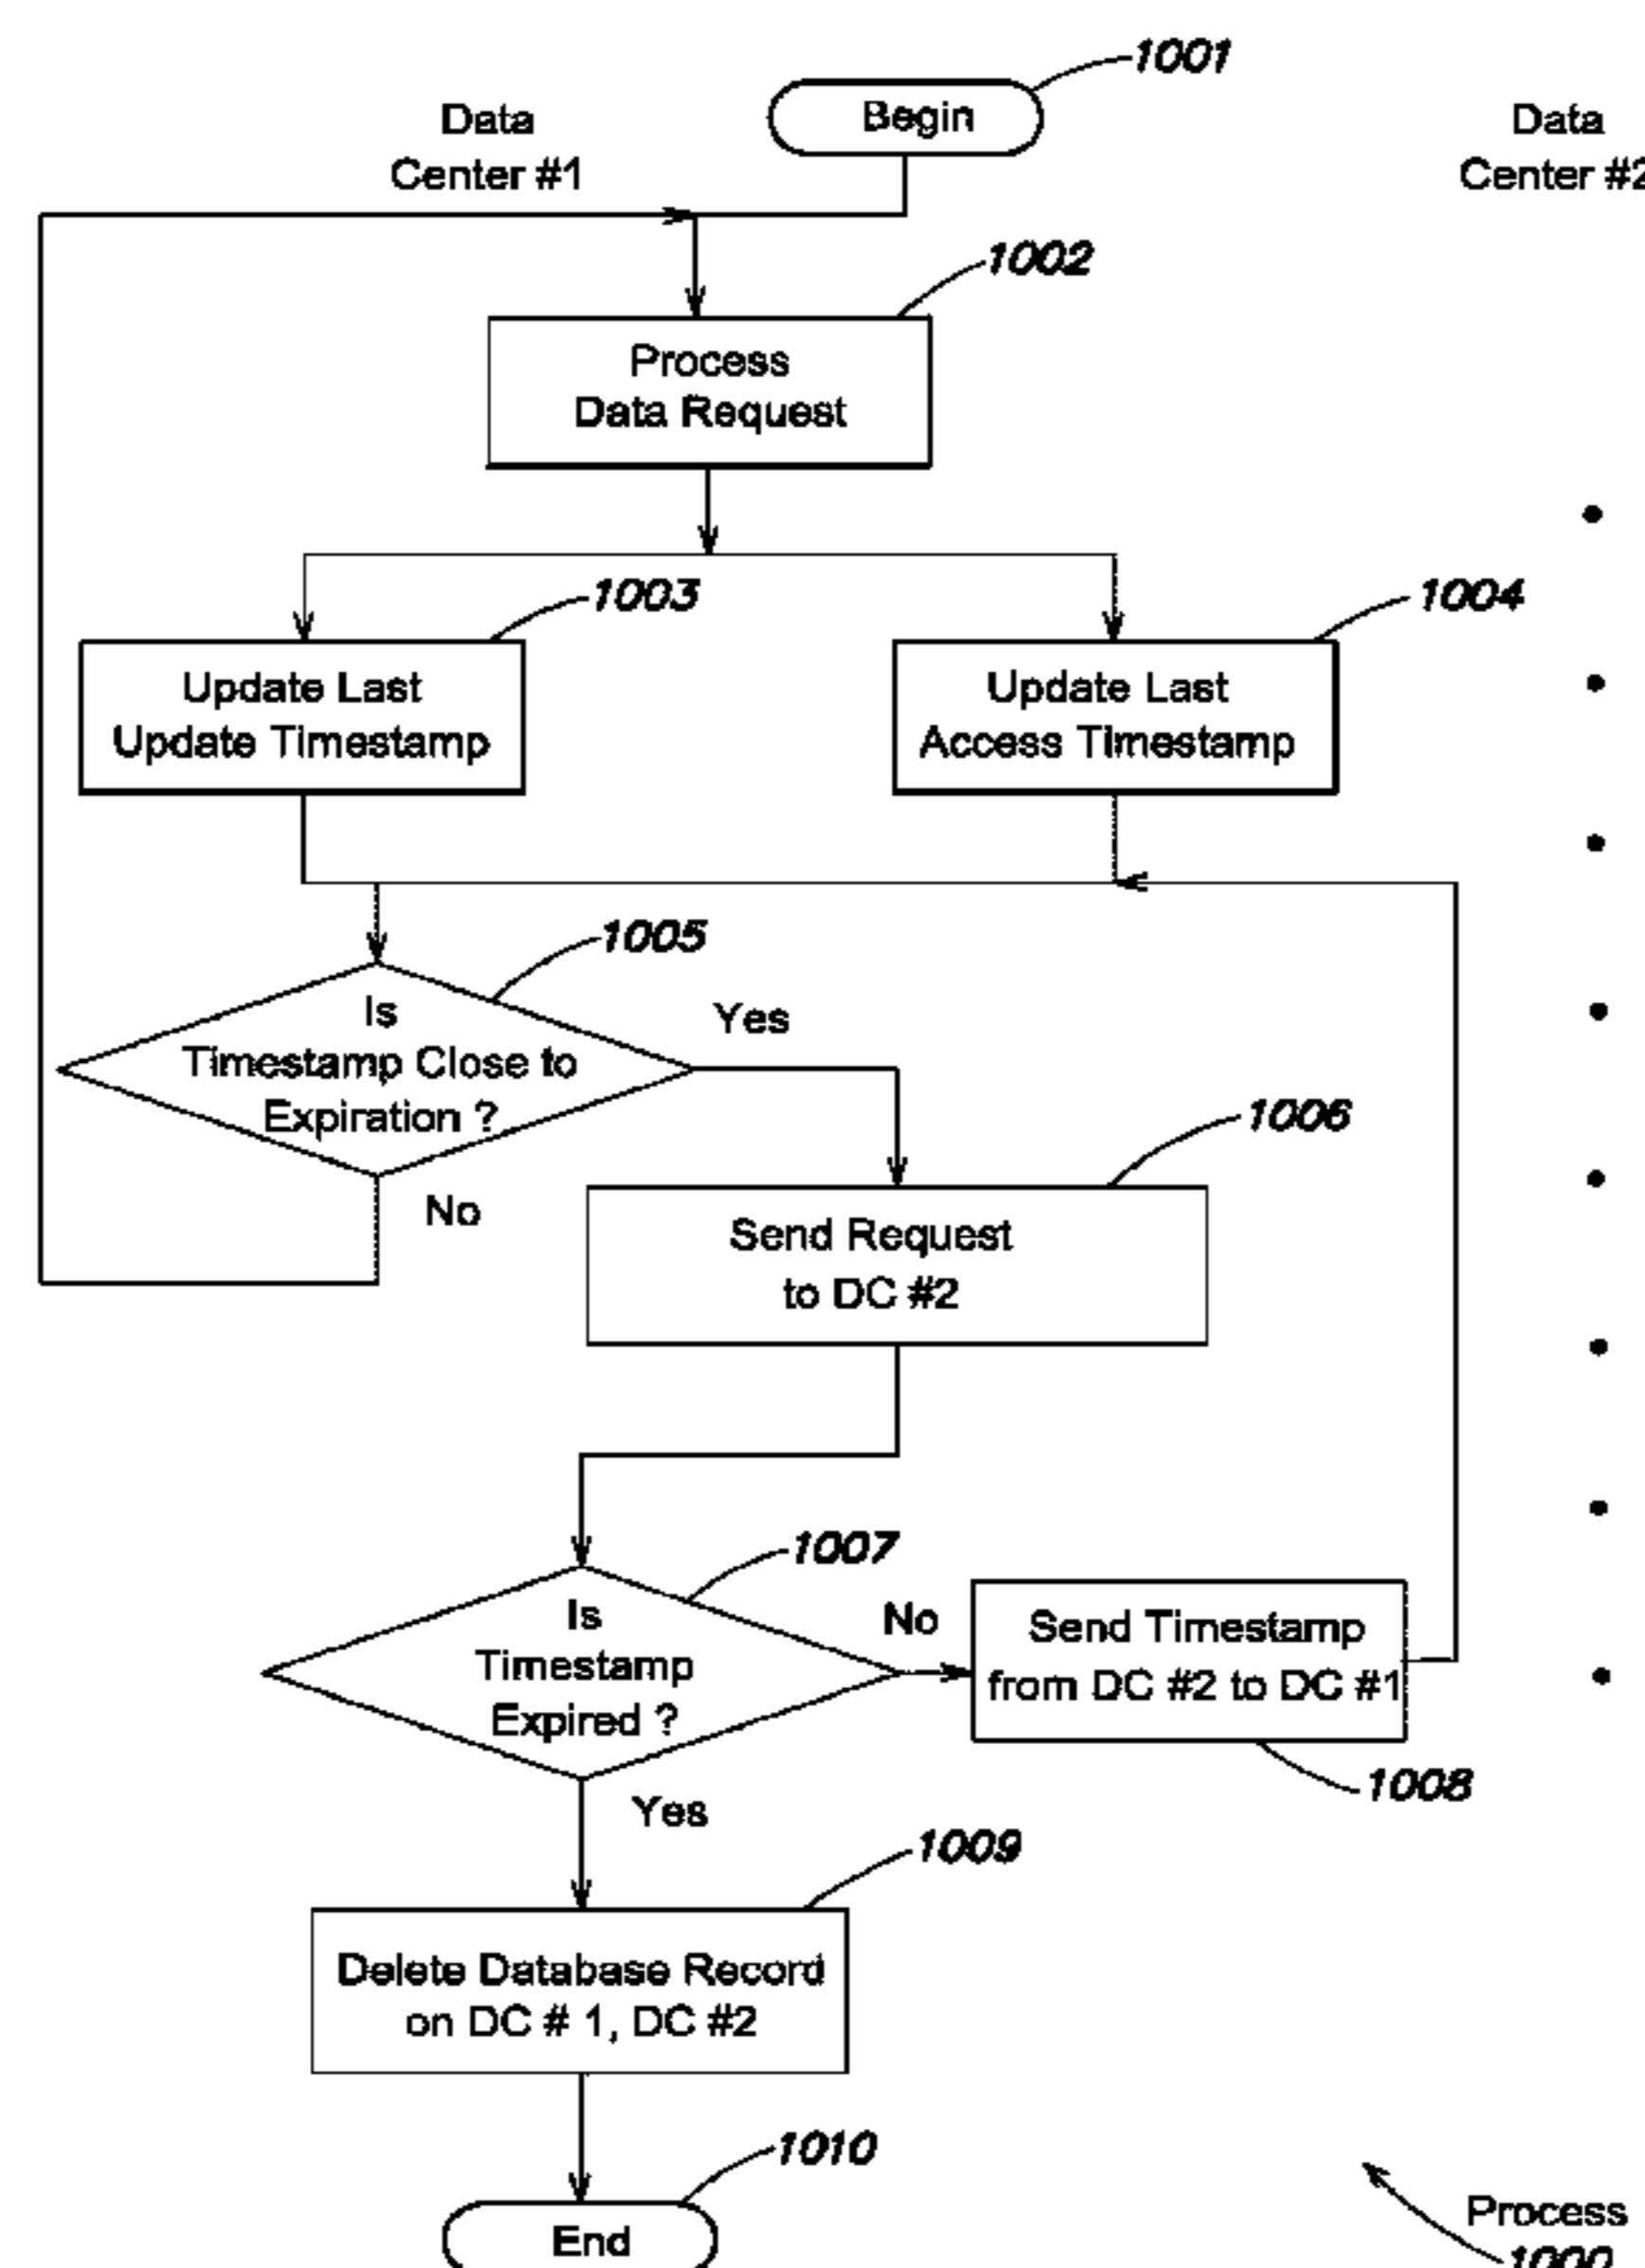 1001
Begin
Data
Center #1
Data
Center #2
1002
Process
Data Request
1003
1004
Update Last
Update Timestamp
Update Last
Access Timestamp
1005
Is
Timestamp Close to
Expiration ?
Yes
No
1006
Send Request
to DC #2
1007
Is
Timestamp
Expired ?
No
Send Timestamp
from DC #2 to DC #1
1008
Yes
1009
Delete Database Record
on DC # 1, DC #2
1010
End
Process
1000